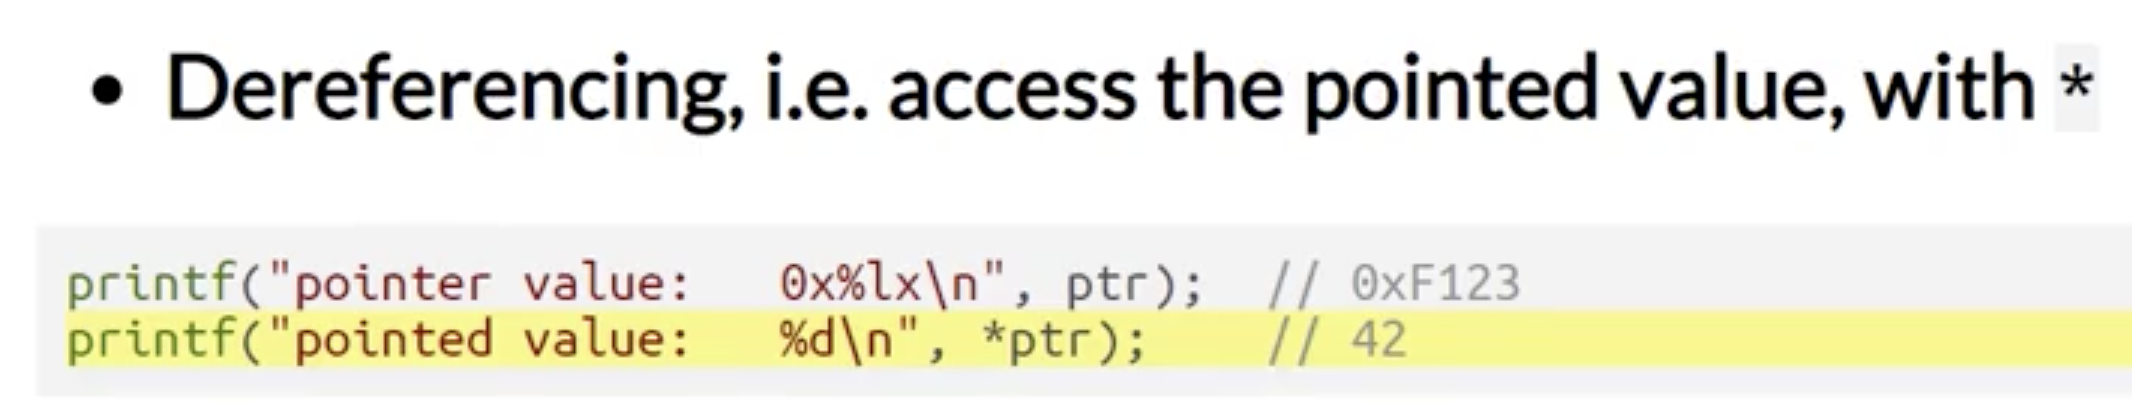 • Dereferencing, i.e. access the pointed value, with *
printf("pointer value:   0x%lx\n", ptr);  // 0xF123
printf("pointed value:   %d\n", *ptr);    // 42